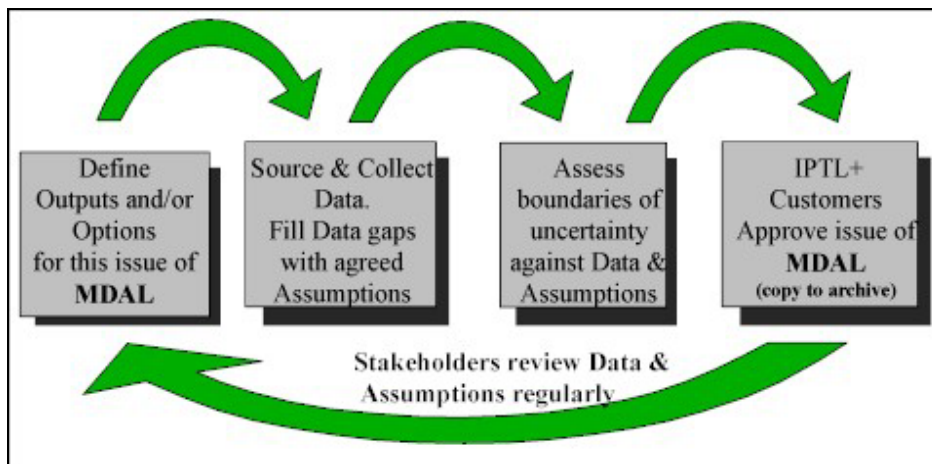 Define
Outputs and/or
Options
for this issue of
MDAL
Source & Collect
Data.
Fill Data gaps
with agreed
Assumptions
Assess
boundaries of
uncertainty
against Data &
Assumptions
IPTL+
Customers
Approve issue of
MDAL
(copy to archive)
Stakeholders review Data &
Assumptions regularly